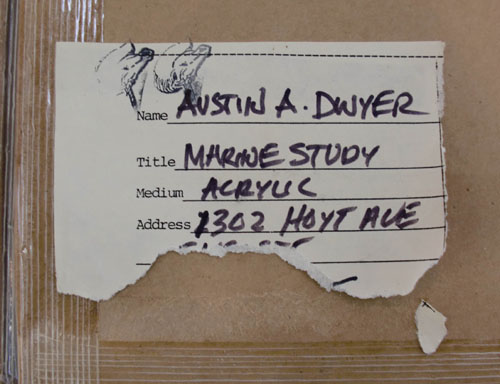 Name AUSTIN A. DWYER
Title MARINE STUDY
Medium ACRYLIC
Address 2302 HOYT AVE